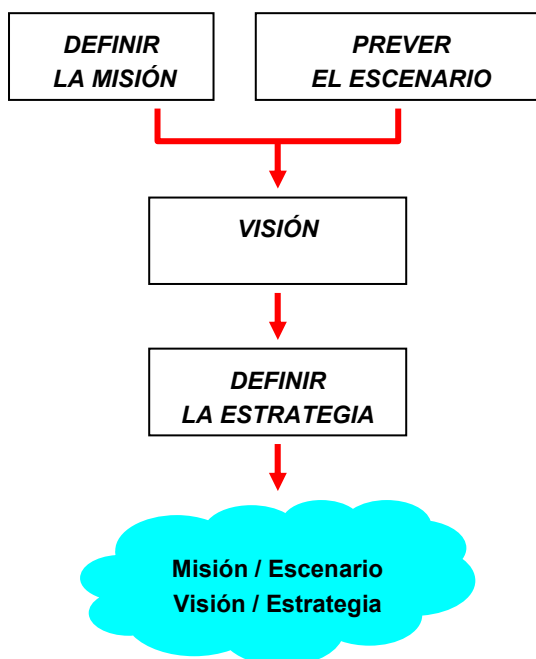 DEFINIR
LA MISIÓN
PREVER
EL ESCENARIO
VISIÓN
DEFINIR
LA ESTRATEGIA
Misión / Escenario
Visión / Estrategia